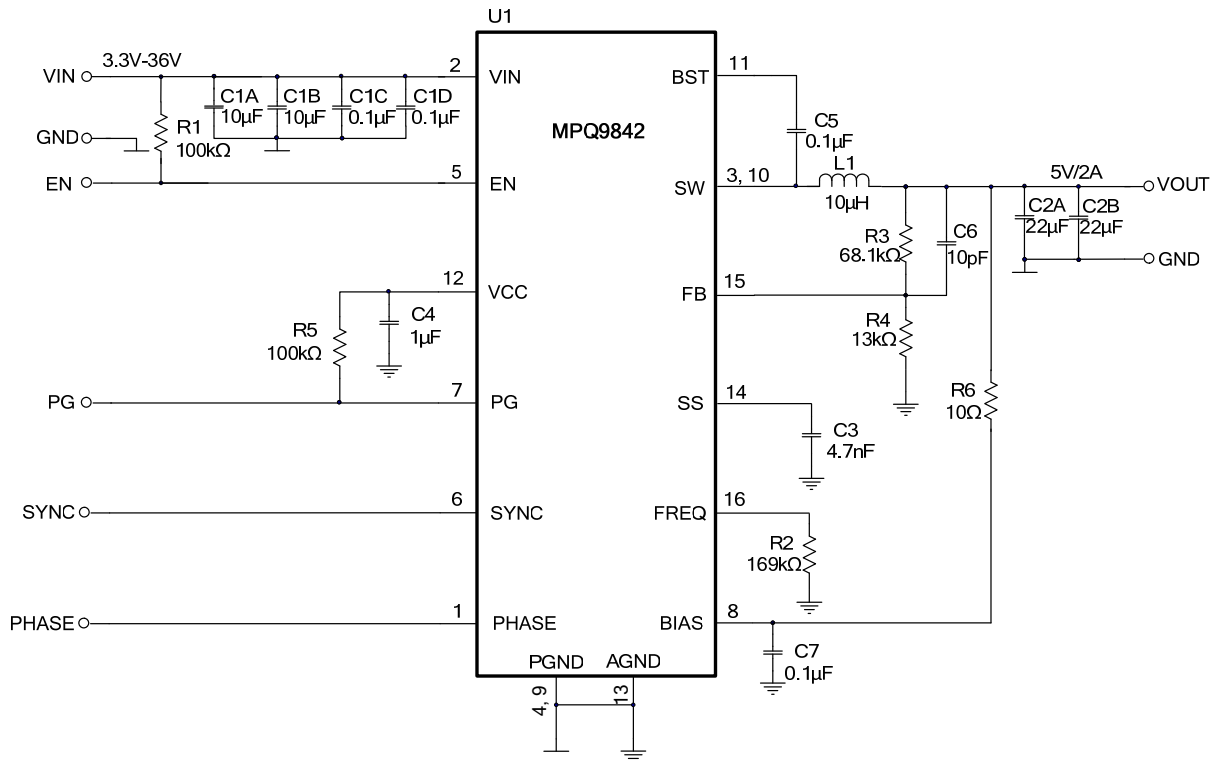 U1
MPQ9842
VIN
3.3V-36V
2
VIN
C1A
10µF
C1B
10µF
C1C
0.1µF
C1D
0.1µF
R1
100kΩ
GND
EN
5
EN
12
VCC
C4
1µF
R5
100kΩ
PG
7
PG
SYNC
6
SYNC
PHASE
1
PHASE
PGND
AGND
4, 9
13
BST
11
C5
0.1µF
SW
3, 10
L1
10µH
5V/2A
VOUT
C2A
22µF
C2B
22µF
GND
R3
68.1kΩ
C6
10pF
FB
15
R4
13kΩ
SS
14
C3
4.7nF
R6
10Ω
FREQ
16
R2
169kΩ
BIAS
8
C7
0.1µF